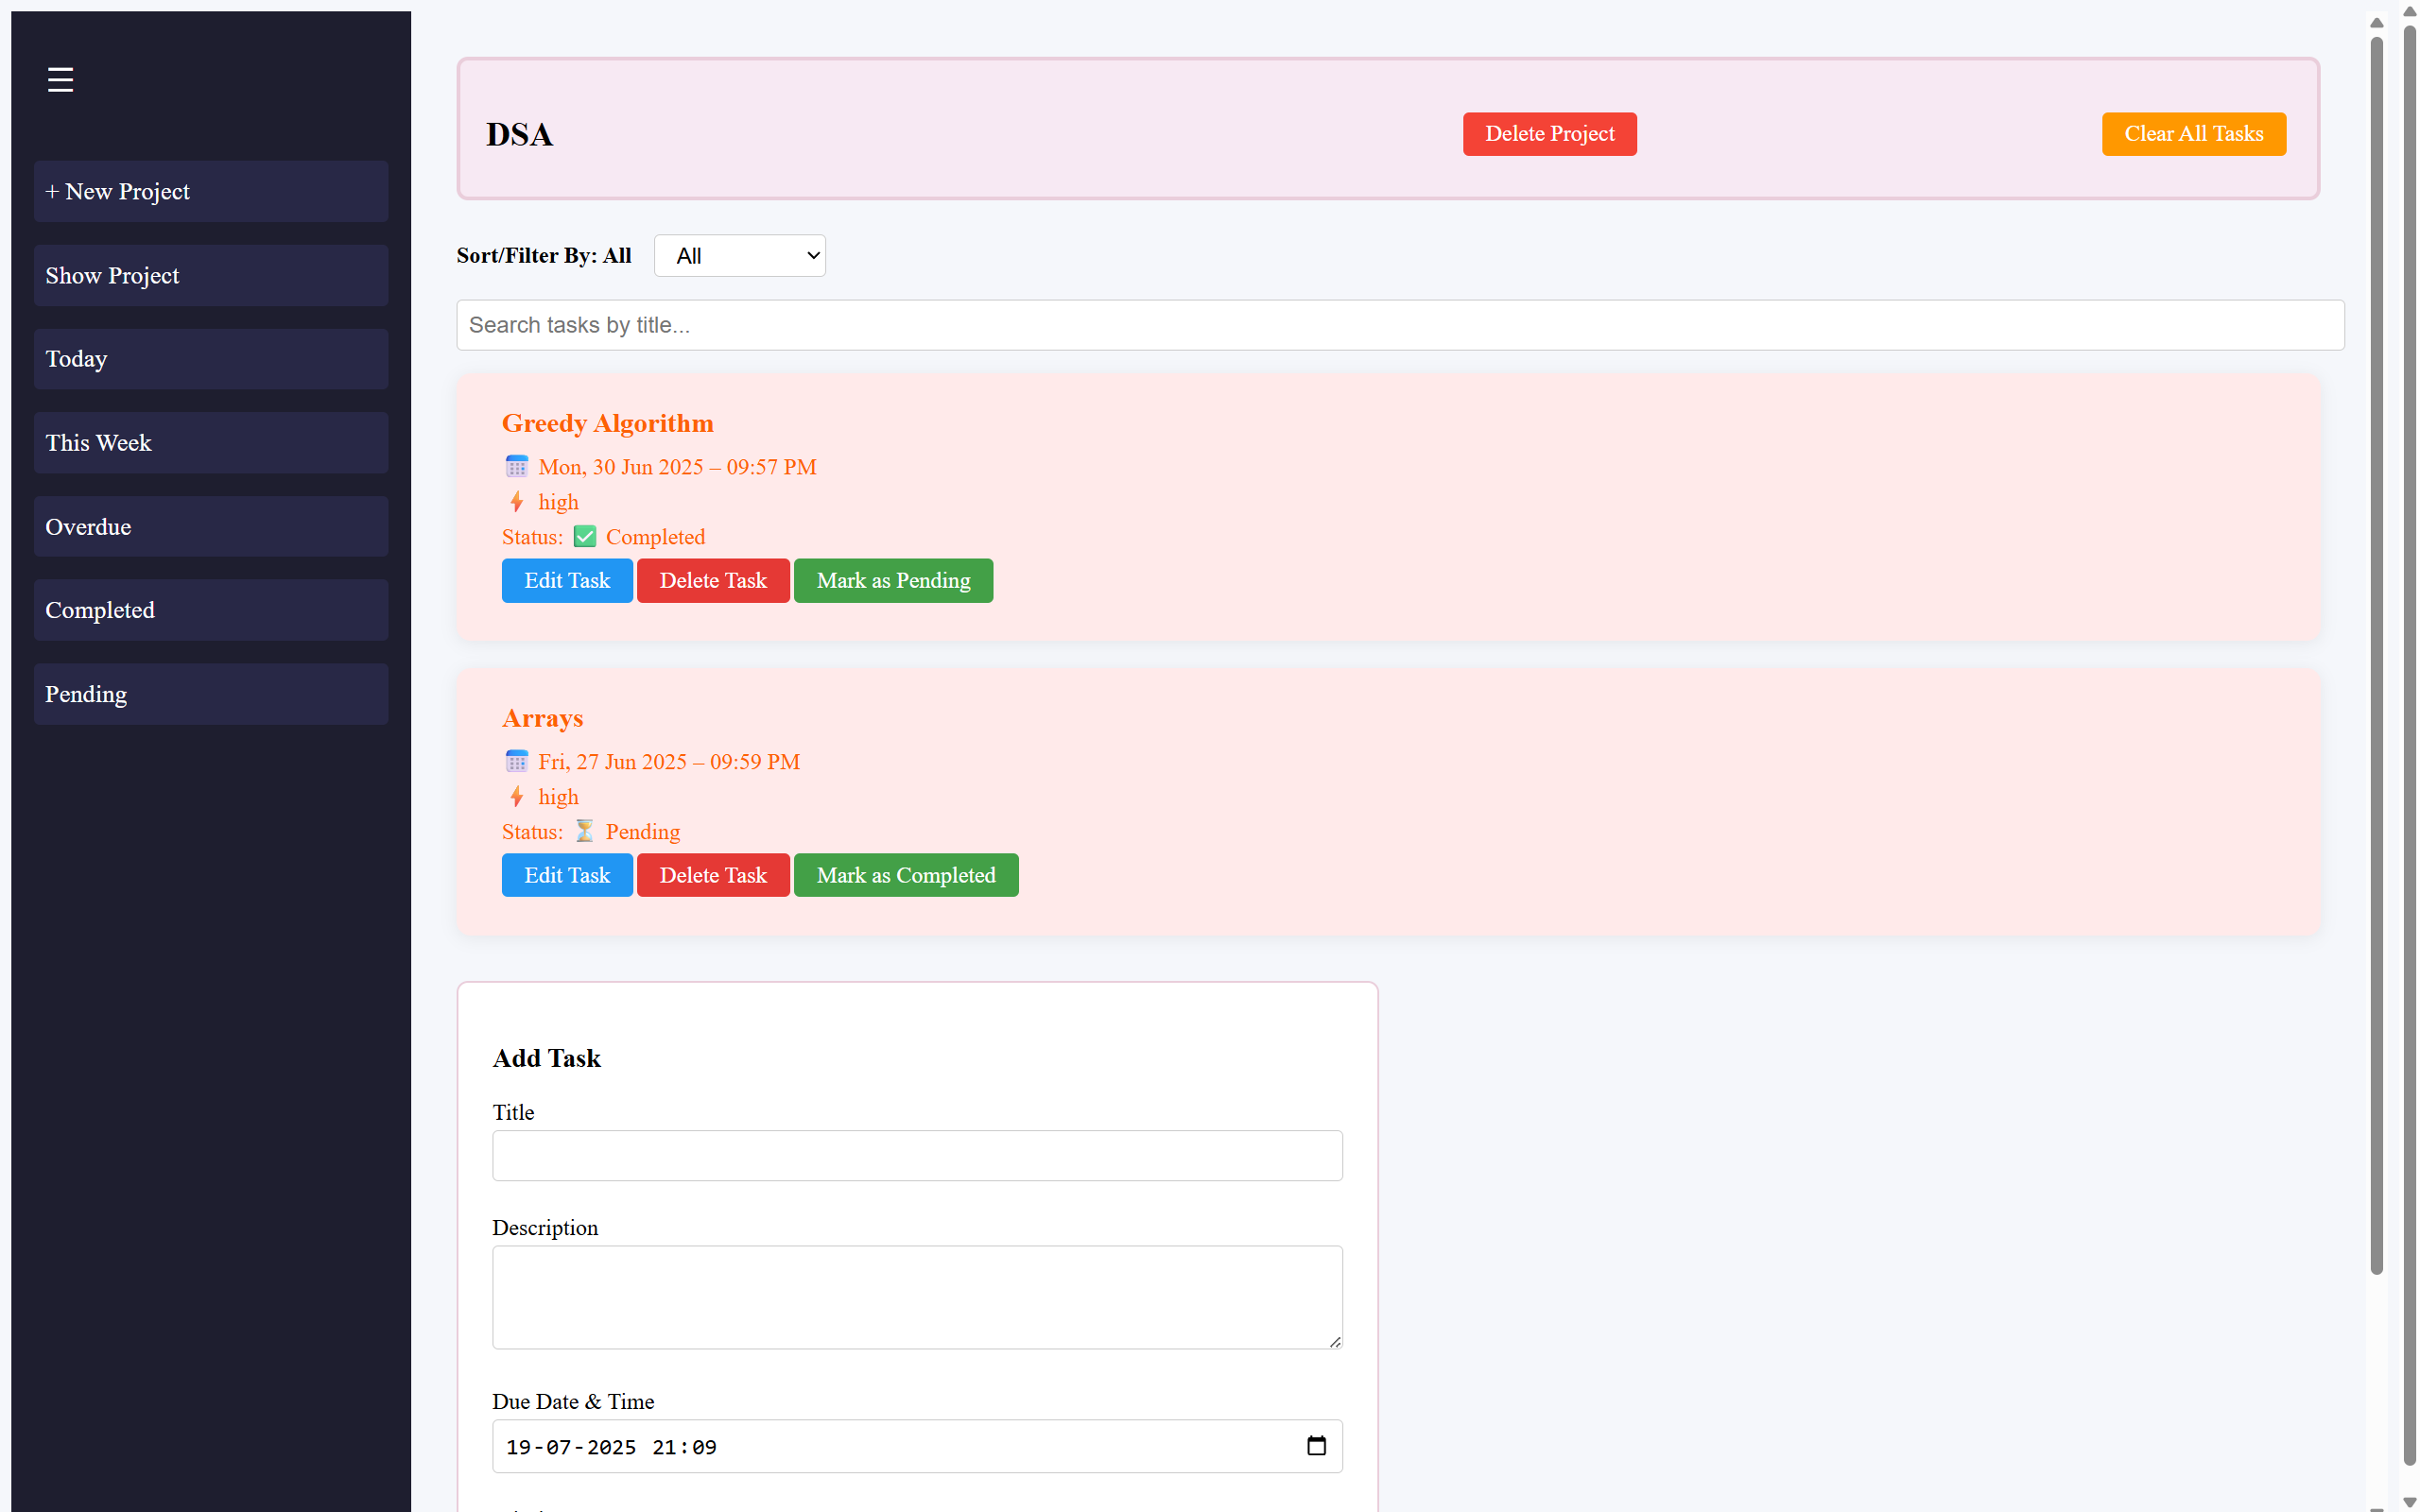 ☰
+ New Project
Show Project
Today
This Week
Overdue
Completed
Pending
DSA
Delete Project
Clear All Tasks
Sort/Filter By: All
All
Search tasks by title...
Greedy Algorithm
Mon, 30 Jun 2025 – 09:57 PM
high
Status: ✅ Completed
Edit Task
Delete Task
Mark as Pending
Arrays
Fri, 27 Jun 2025 – 09:59 PM
high
Status: ⏳ Pending
Edit Task
Delete Task
Mark as Completed
Add Task
Title
Description
Due Date & Time
19-07-2025 21:09